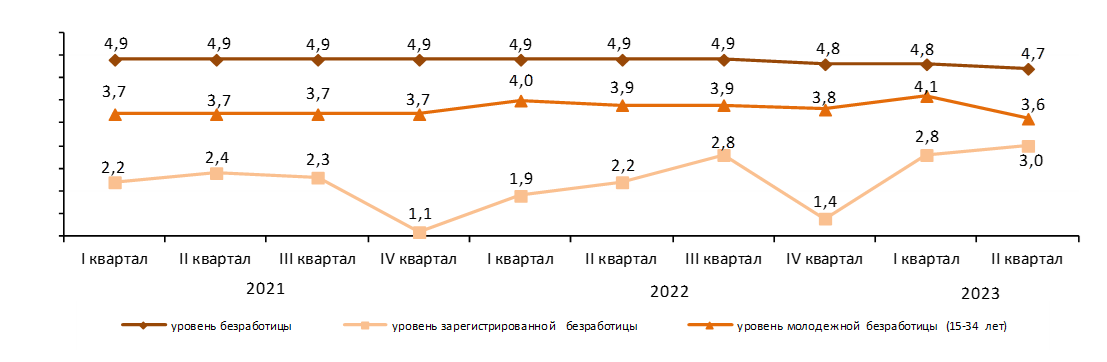 4,9 4,9 4,9 4,9 4,9 4,9 4,9 4,8 4,8 4,7
3,7 3,7 3,7 3,7 4,0 3,9 3,9 3,8 4,1 3,6
2,2 2,4 2,3 1,1 1,9 2,2 2,8 1,4 2,8 3,0
I квартал II квартал III квартал IV квартал I квартал II квартал III квартал IV квартал I квартал II квартал
2021 2022 2023
уровень безработицы уровень зарегистрированной безработицы уровень молодежной безработицы (15-34 лет)